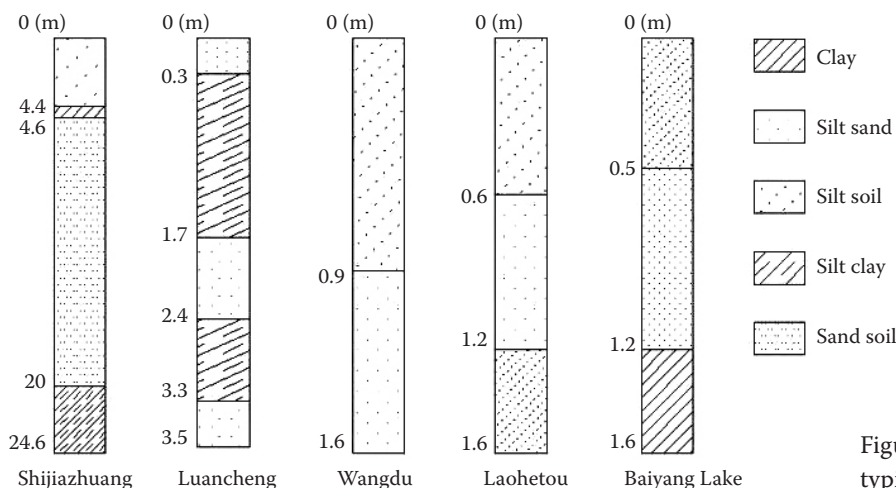 0 (m)
4.4
4.6
20
24.6
Shijiazhuang
0 (m)
0.3
1.7
2.4
3.3
3.5
Luancheng
0 (m)
0.9
1.6
Wangdu
0 (m)
0.6
1.2
1.6
Laohetou
0 (m)
0.5
1.2
1.6
Baiyang Lake
Clay
Silt sand
Silt soil
Silt clay
Sand soil
Figu
typ